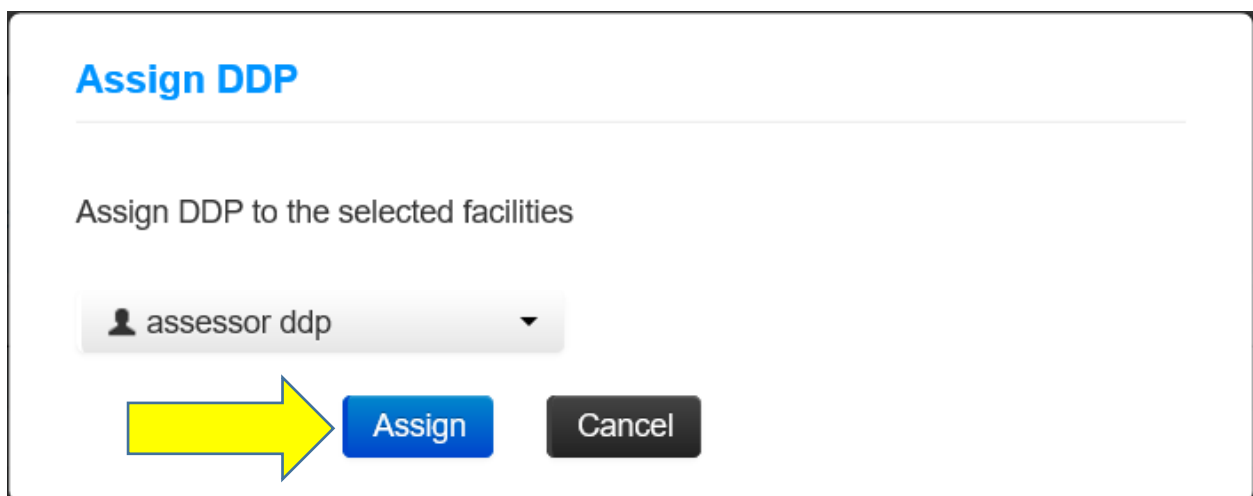 Assign DDP
Assign DDP to the selected facilities
assessor ddp
Assign Cancel